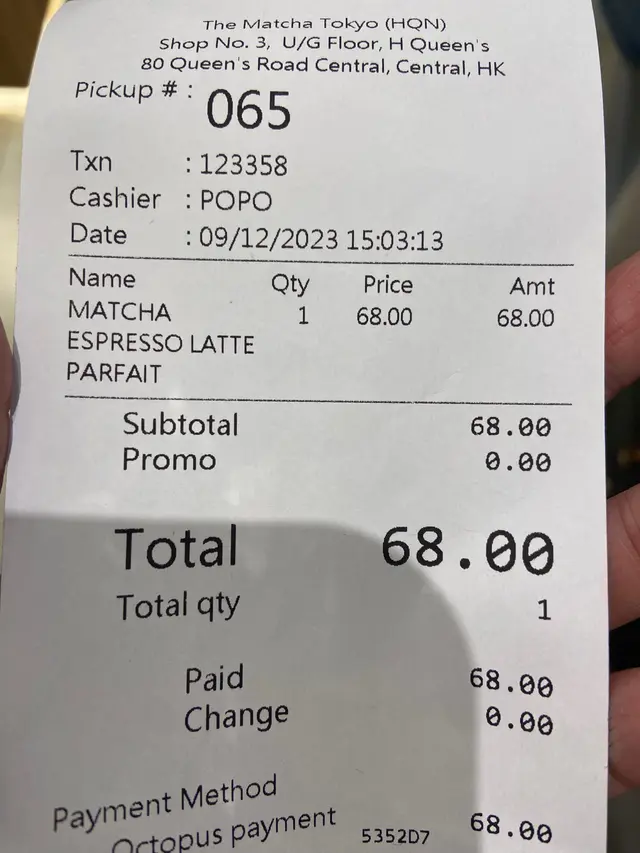 The Matcha Tokyo (HQN)
Shop No. 3, U/G Floor, H Queen's
80 Queen's Road Central, Central, HK
Pickup # : 065
Txn : 123358
Cashier : POPO
Date : 09/12/2023 15:03:13
Name Qty Price Amt
MATCHA 1 68.00 68.00
ESPRESSO LATTE
PARFAIT
Subtotal 68.00
Promo 0.00
Total 68.00
Total qty 1
Paid 68.00
Change 0.00
Payment Method
Octopus payment 5352D7 68.00